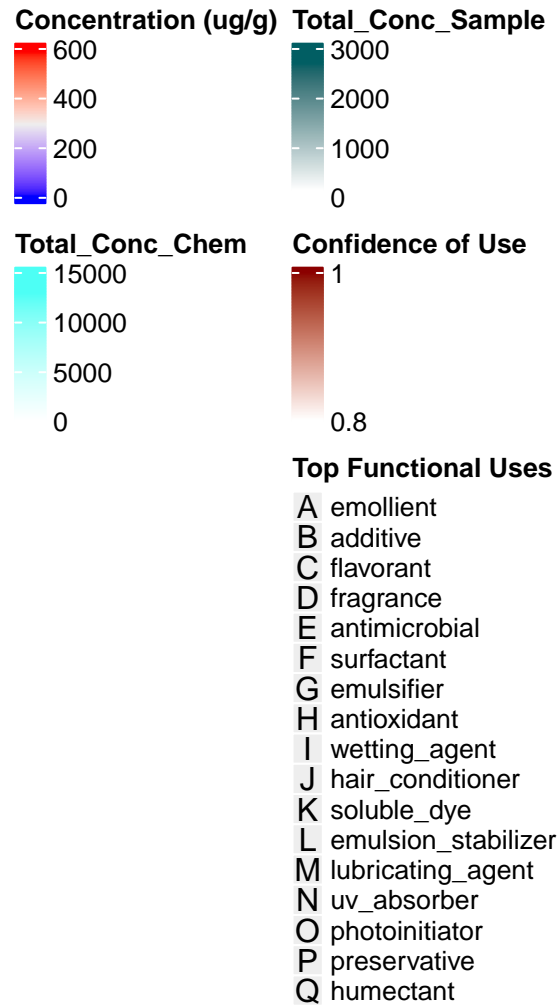 Concentration (ug/g) Total_Conc_Sample
600 3000
400 2000
200 1000
0 0
Total_Conc_Chem Confidence of Use
15000 1
10000
5000
0 0.8
Top Functional Uses
A emollient
B additive
C flavorant
D fragrance
E antimicrobial
F surfactant
G emulsifier
H antioxidant
I wetting_agent
J hair_conditioner
K soluble_dye
L emulsion_stabilizer
M lubricating_agent
N uv_absorber
O photoinitiator
P preservative
Q humectant